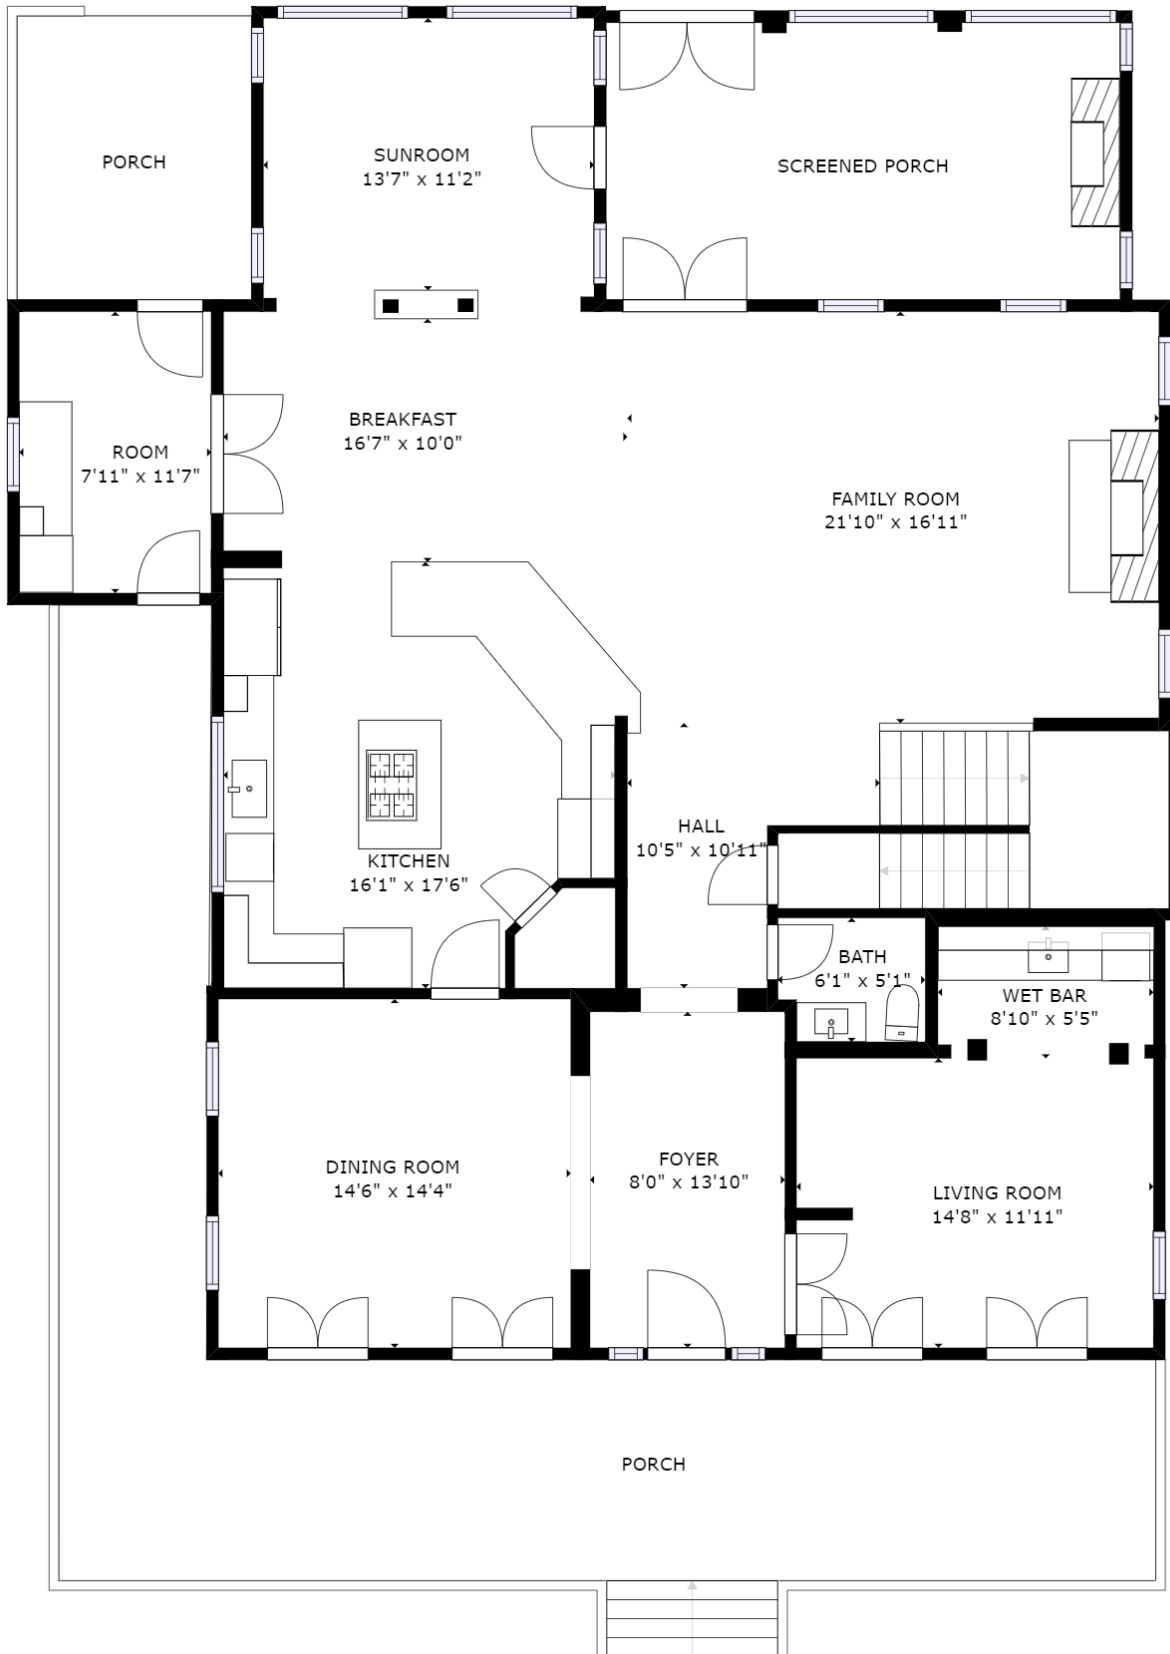 PORCH
SUNROOM
13'7" x 11'2"
SCREENED PORCH
BREAKFAST
16'7" x 10'0"
ROOM
7'11" x 11'7"
FAMILY ROOM
21'10" x 16'11"
HALL
10'5" x 10'11"
KITCHEN
16'1" x 17'6"
BATH
6'1" x 5'1"
WET BAR
8'10" x 5'5"
DINING ROOM
14'6" x 14'4"
FOYER
8'0" x 13'10"
LIVING ROOM
14'8" x 11'11"
PORCH